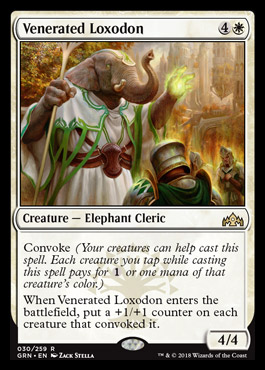 Venerated Loxodon 4
Creature — Elephant Cleric
Convoke (Your creatures can help cast this
spell. Each creature you tap while casting
this spell pays for 1 or one mana of that
creature's color.)
When Venerated Loxodon enters the
battlefield, put a +1/+1 counter on each
creature that convoked it.
4/4
030/259 R
GRN • EN ZACK STELLA
™ & © 2018 Wizards of the Coast